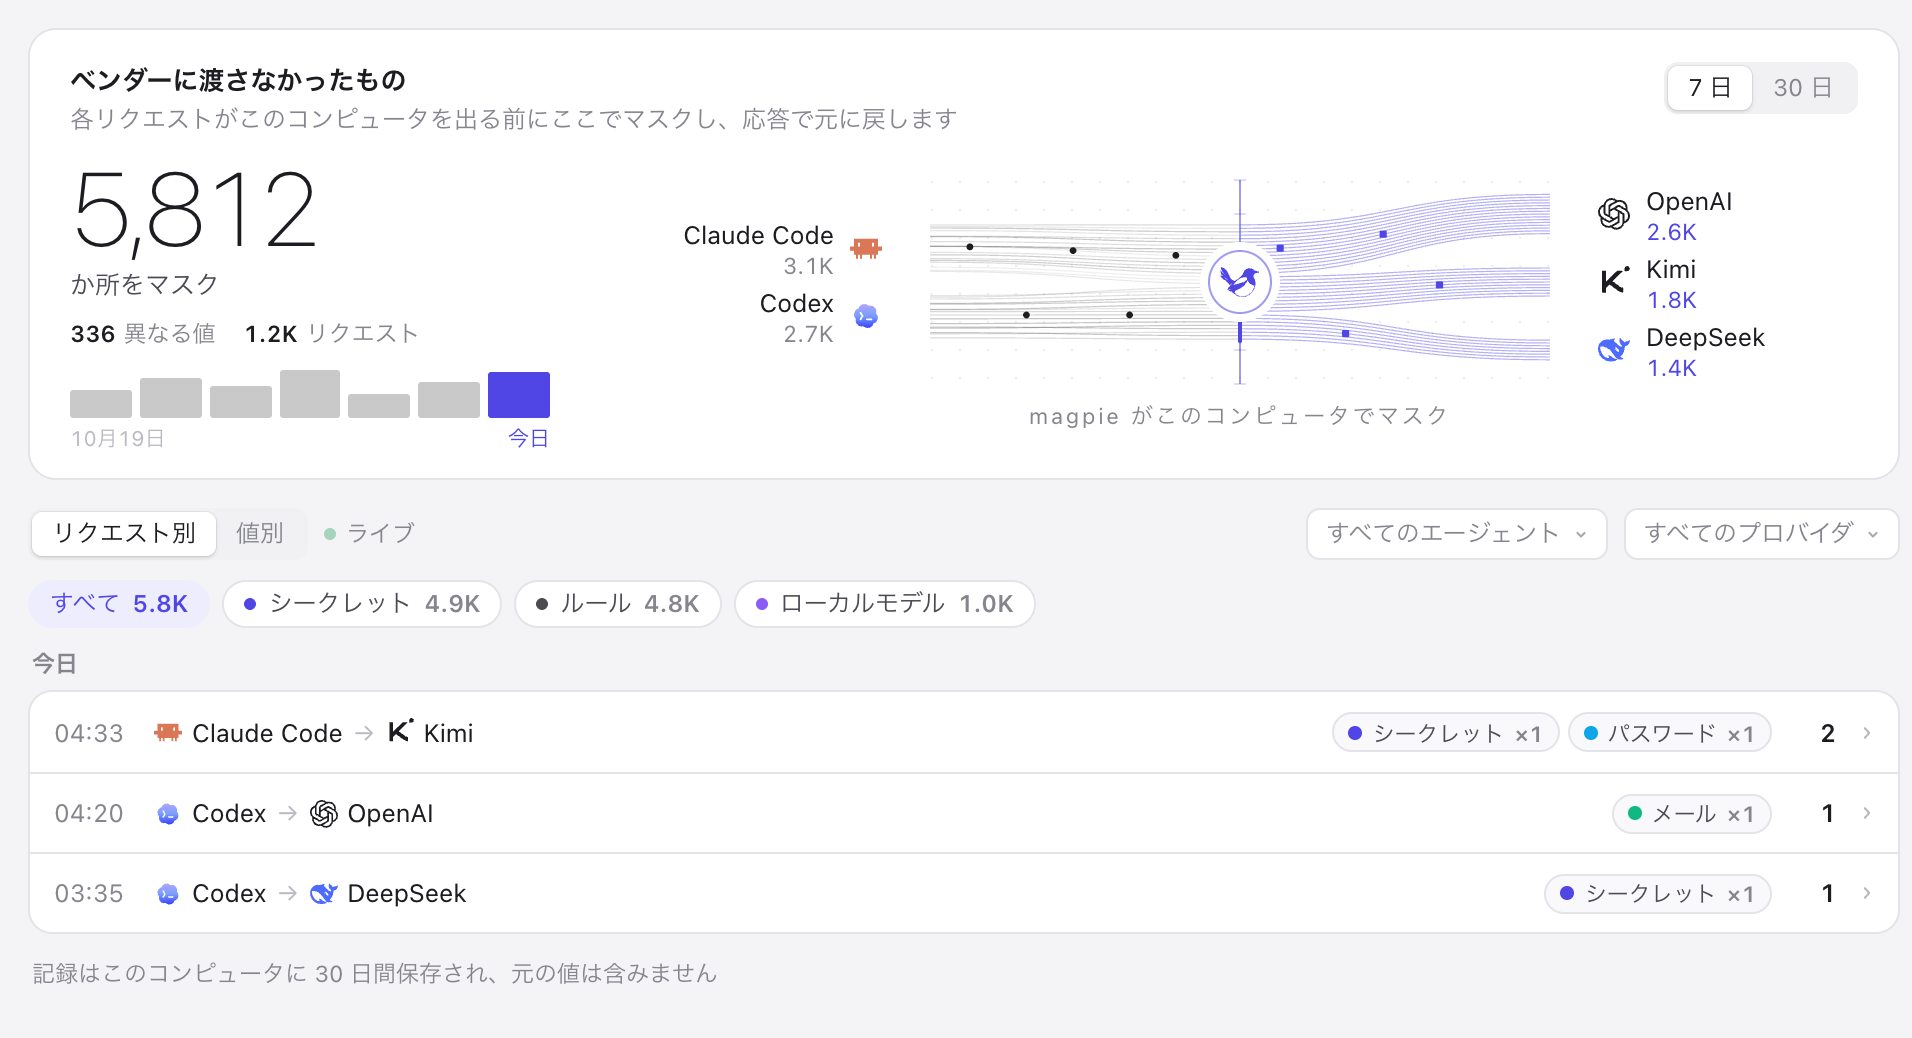 ベンダーに渡さなかったもの
各リクエストがこのコンピュータを出る前にここでマスクし、応答で元に戻します
7 日 30 日
5,812
か所をマスク
336 異なる値 1.2K リクエスト
10月19日 今日
Claude Code
3.1K
Codex
2.7K
OpenAI
2.6K
Kimi
1.8K
DeepSeek
1.4K
magpie がこのコンピュータでマスク
リクエスト別 値別 ライブ
すべてのエージェント すべてのプロバイダ
すべて 5.8K シークレット 4.9K ルール 4.8K ローカルモデル 1.0K
今日
04:33 Claude Code → Kimi シークレット ×1 パスワード ×1 2
04:20 Codex → OpenAI メール ×1 1
03:35 Codex → DeepSeek シークレット ×1 1
記録はこのコンピュータに 30 日間保存され、元の値は含みません